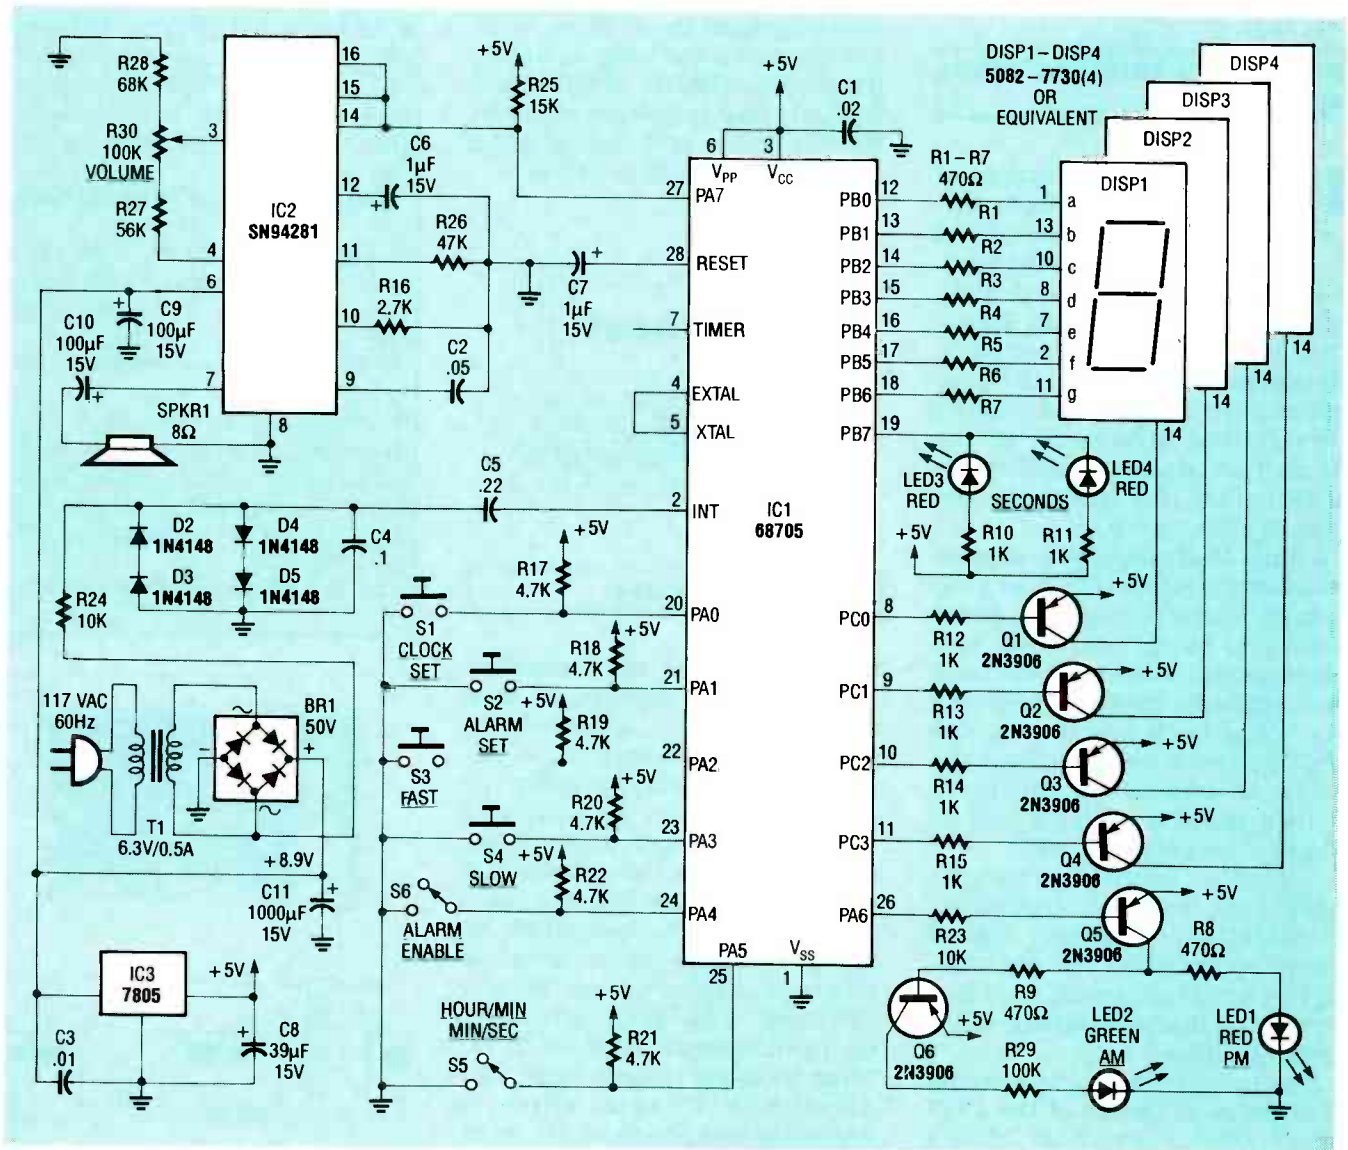 R28
68K
R30
100K
VOLUME
R27
56K
3
4
6
7
8
16
15
14
12
11
10
9
IC2
SN94281
C10
100µF
15V
C9
100µF
15V
SPKR1
8Ω
+5V
R25
15K
C6
1µF
15V
+
R26
47K
R16
2.7K
C2
.05
C7
1µF
15V
+
+5V
C1
.02
6
3
VPP
VCC
27 PA7
28 RESET
7 TIMER
4 EXTAL
5 XTAL
2 INT
20 PA0
21 PA1
22 PA2
23 PA3
24 PA4
PA5
25
VSS
1
IC1
68705
PB0 12
PB1 13
PB2 14
PB3 15
PB4 16
PB5 17
PB6 18
PB7 19
PC0 8
PC1 9
PC2 10
PC3 11
PA6 26
R1–R7
470Ω
R1
R2
R3
R4
R5
R6
R7
DISP1–DISP4
5082–7730(4)
OR
EQUIVALENT
DISP4
DISP3
DISP2
DISP1
1 a
13 b
10 c
8 d
7 e
2 f
11 g
14
14
14
14
LED3
RED
SECONDS
LED4
RED
+5V
R10
1K
R11
1K
C5
.22
D2
1N4148
D3
1N4148
D4
1N4148
D5
1N4148
C4
.1
R24
10K
+5V
R17
4.7K
S1
CLOCK
SET
+5V
R18
4.7K
S2
ALARM
SET
+5V
R19
4.7K
S3
FAST
+5V
R20
4.7K
S4
SLOW
+5V
R22
4.7K
S6
ALARM
ENABLE
117 VAC
60Hz
T1
6.3V/0.5A
BR1
50V
~
–
+
~
+8.9V
C11
1000µF
15V
+
IC3
7805
+5V
C3
.01
C8
39µF
15V
+
HOUR/MIN
MIN/SEC
S5
+5V
R21
4.7K
R12
1K
Q1
2N3906
+5V
R13
1K
Q2
2N3906
+5V
R14
1K
Q3
2N3906
+5V
R15
1K
Q4
2N3906
+5V
R23
10K
Q5
2N3906
+5V
R8
470Ω
R9
470Ω
Q6
2N3906
+5V
R29
100K
LED2
GREEN
AM
LED1
RED
PM